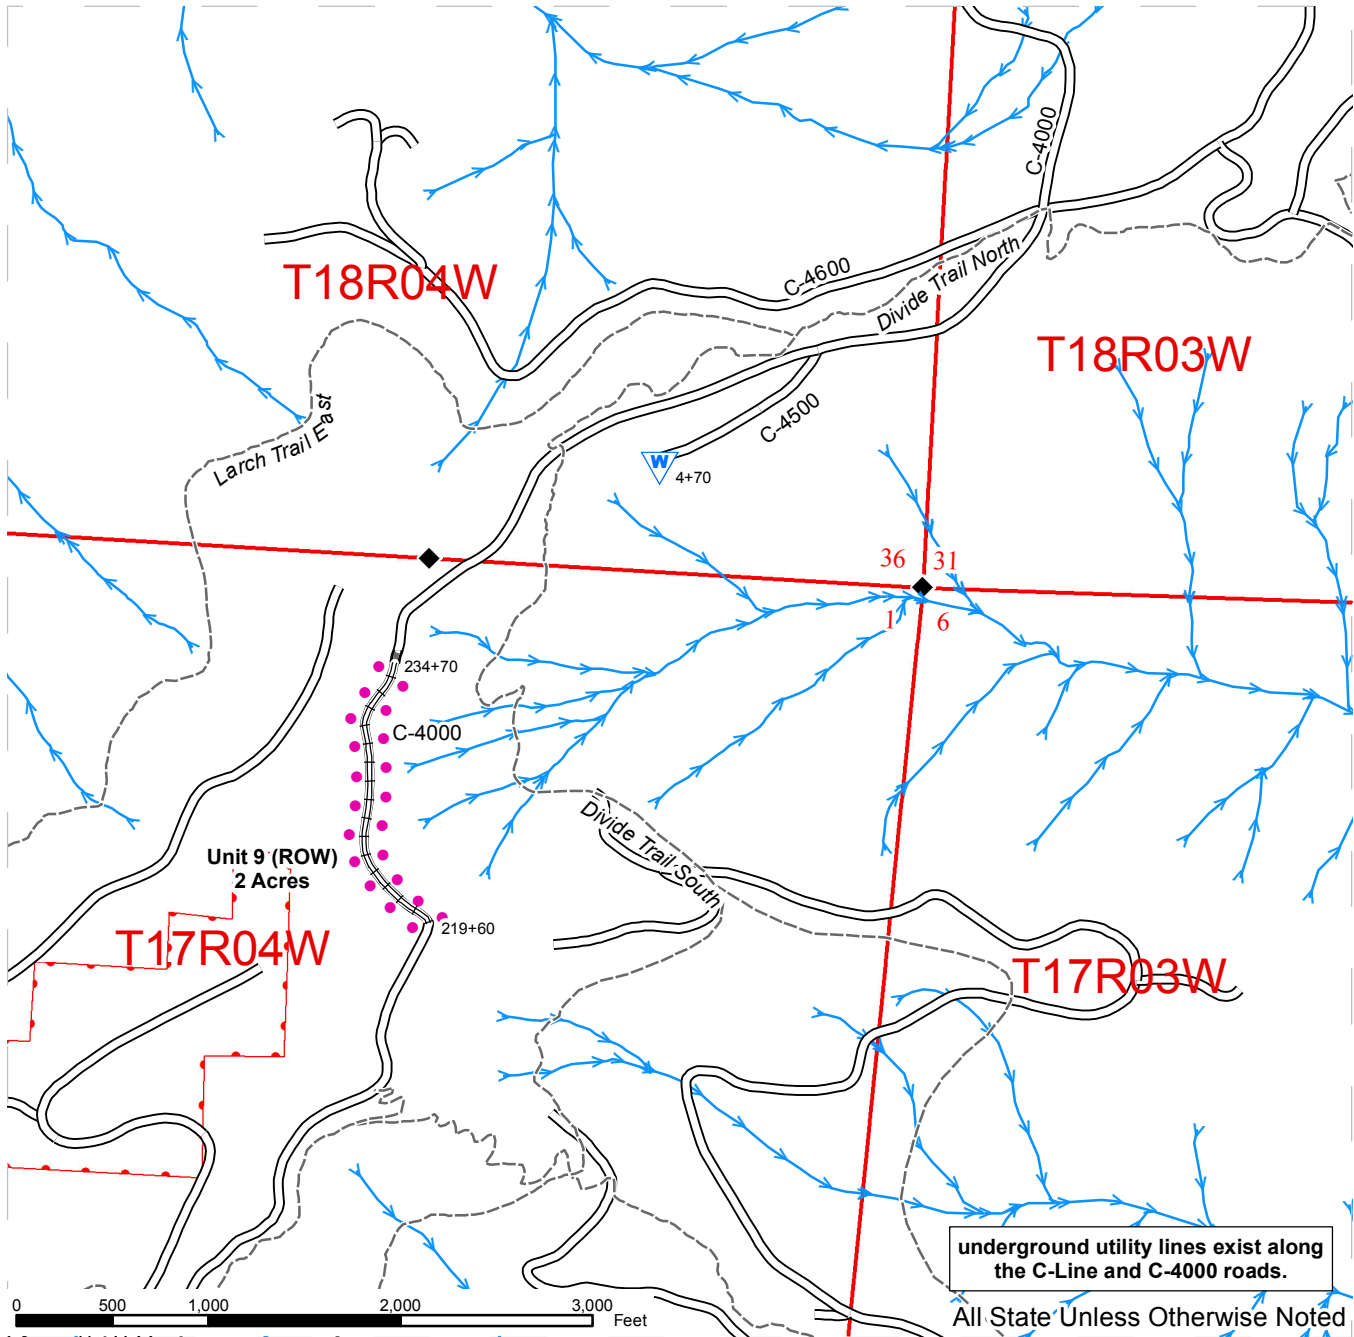 C-4000
T18R04W
C-4600
Divide Trail North
T18R03W
Larch Trail East
C-4500
W
4+70
36 31
1 6
234+70
C-4000
Divide Trail South
Unit 9 (ROW)
2 Acres
219+60
T17R04W
T17R03W
underground utility lines exist along
the C-Line and C-4000 roads.
0 500 1,000 2,000 3,000
Feet
All State Unless Otherwise Noted